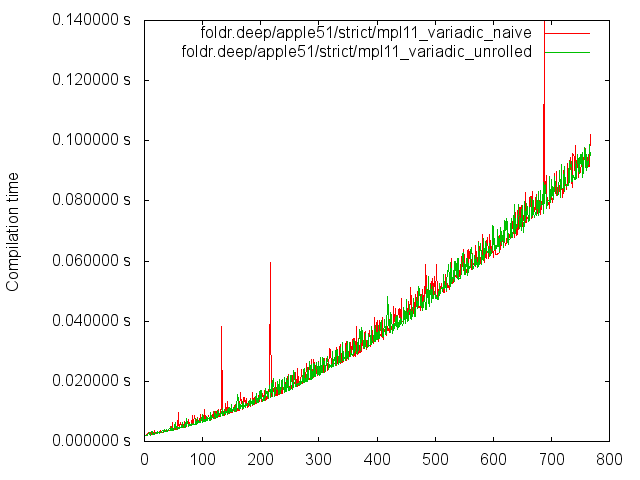 foldr.deep/apple51/strict/mpl11_variadic_naive
foldr.deep/apple51/strict/mpl11_variadic_unrolled
0.140000 s
0.120000 s
0.100000 s
0.080000 s
0.060000 s
0.040000 s
0.020000 s
0.000000 s
Compilation time
0 100 200 300 400 500 600 700 800